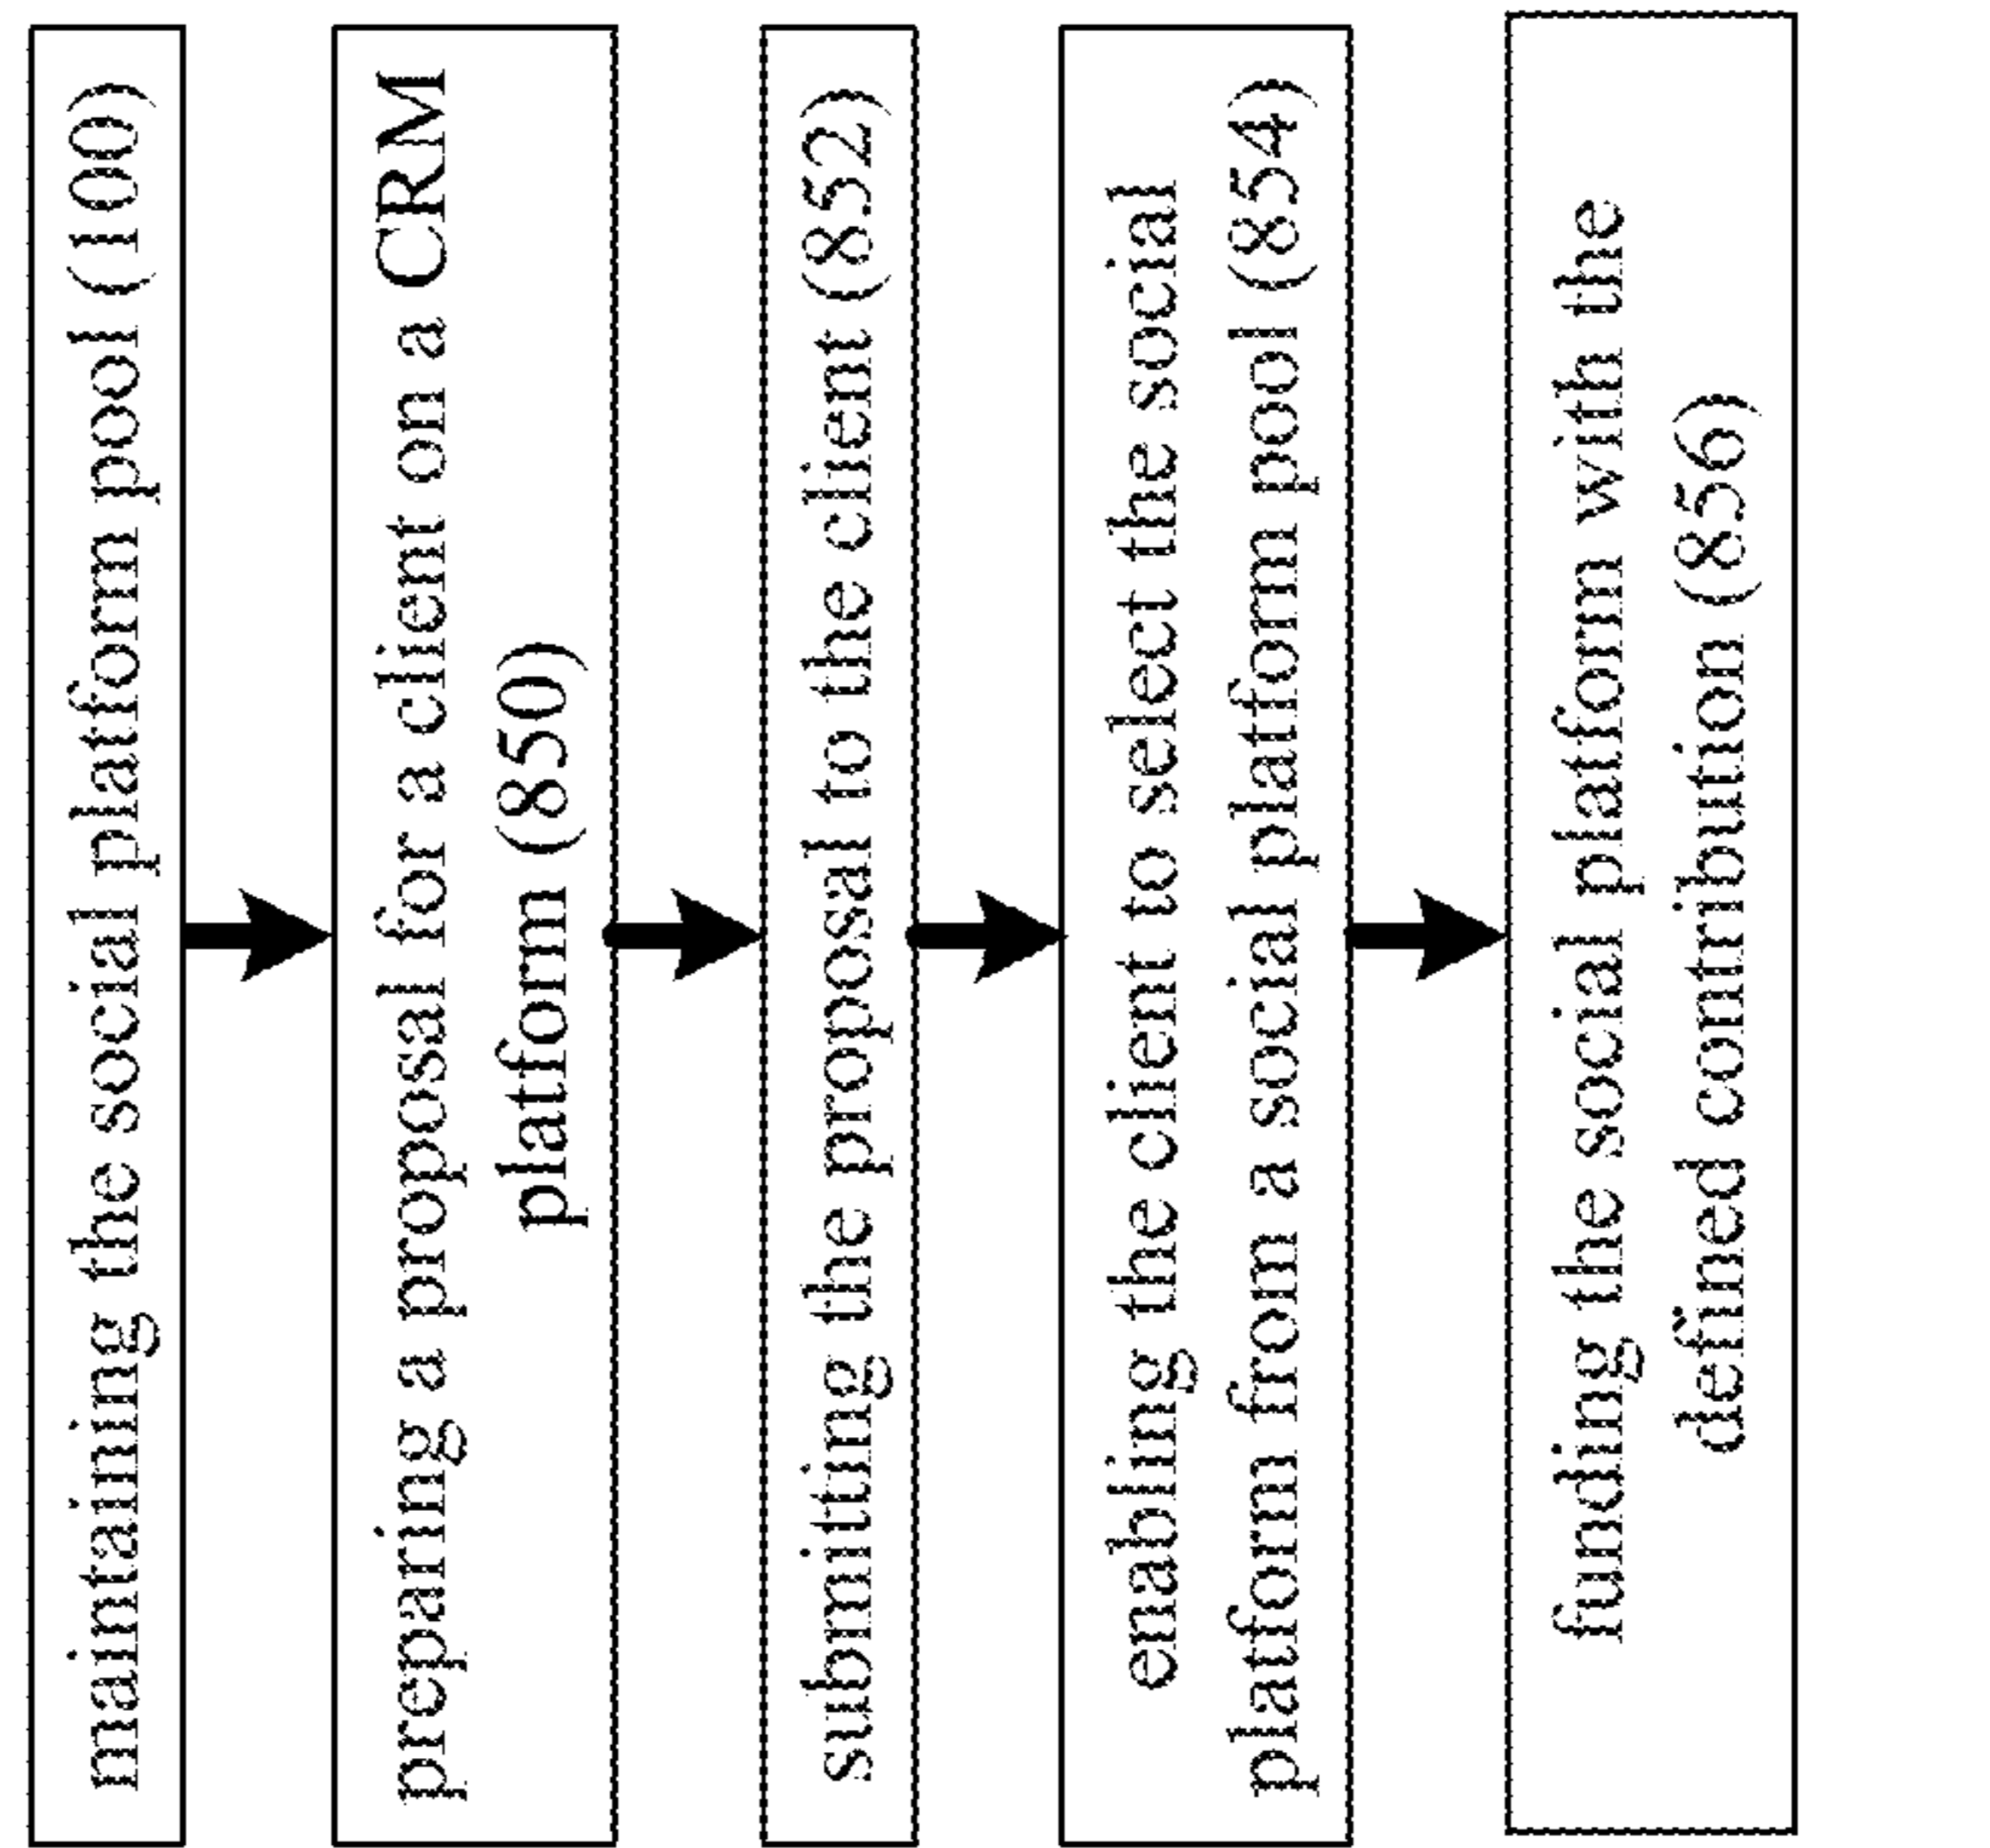 maintaining the social platform pool (100)
preparing a proposal for a client on a CRM
platform (850)
submitting the proposal to the client (852)
enabling the client to select the social
platform from a social platform pool (854)
funding the social platform with the
defined contribution (856)